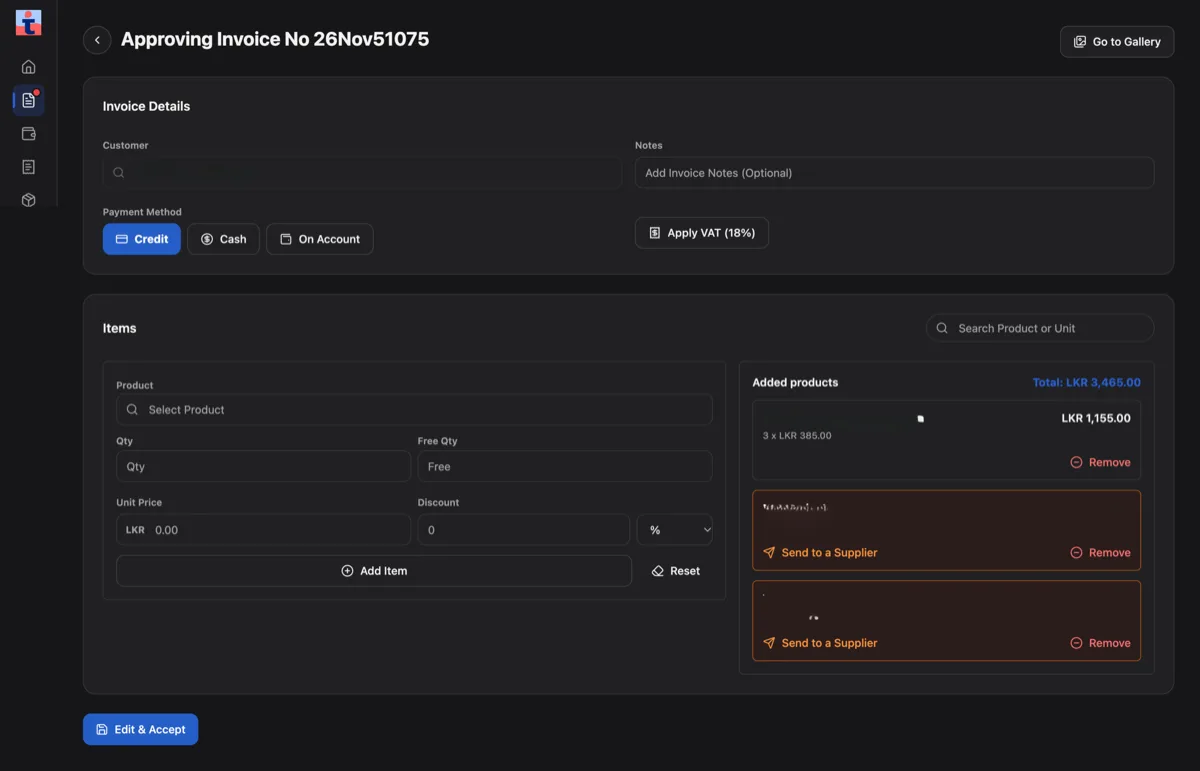 Approving Invoice No 26Nov51075
Go to Gallery
Invoice Details
Customer
Notes
Add Invoice Notes (Optional)
Payment Method
Credit
Cash
On Account
Apply VAT (18%)
Items
Search Product or Unit
Product
Select Product
Qty
Free Qty
Qty
Free
Unit Price
Discount
LKR 0.00
0
%
Add Item
Reset
Added products
Total: LKR 3,465.00
LKR 1,155.00
3 x LKR 385.00
Remove
Send to a Supplier
Remove
Send to a Supplier
Remove
Edit & Accept